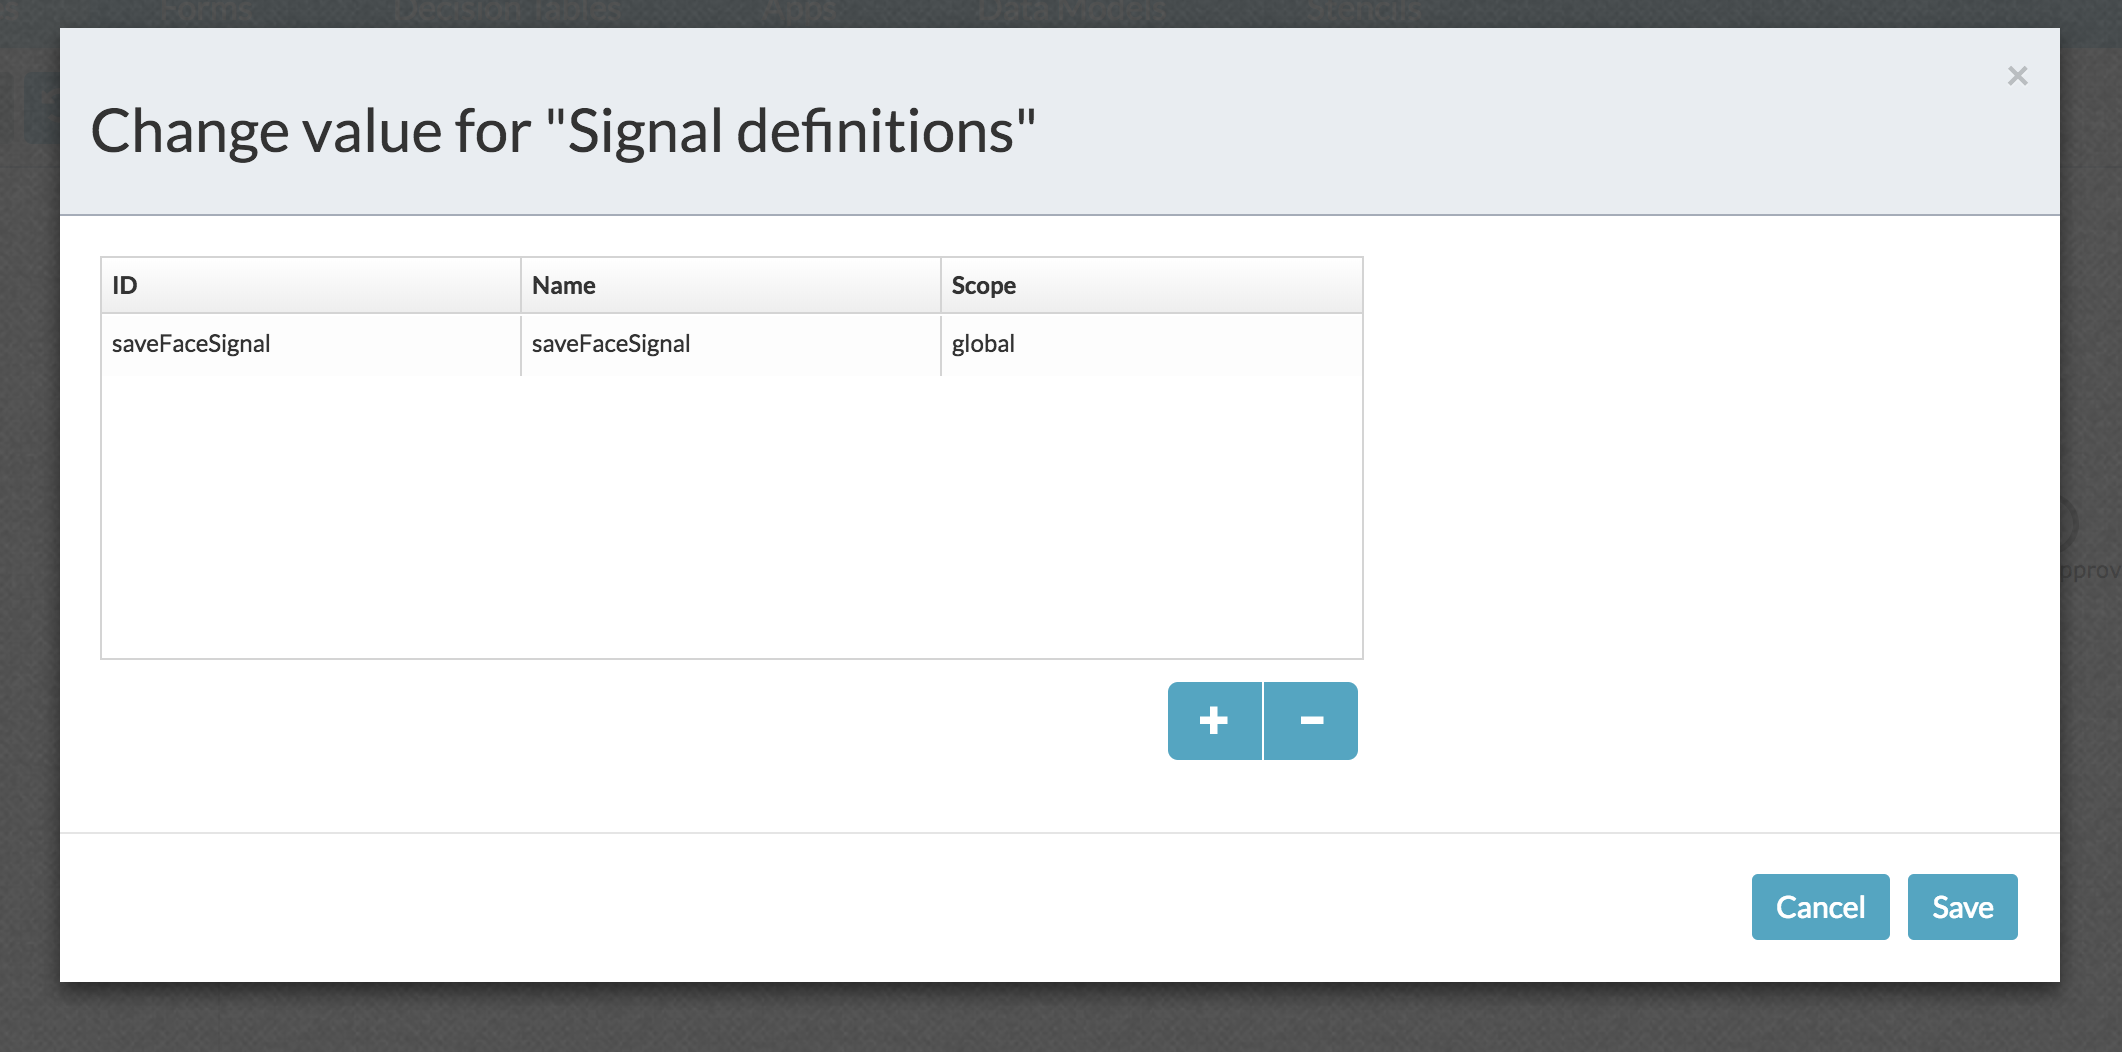 Forms Decision Tables Apps Data Models Stencils
×
Change value for "Signal definitions"
ID Name Scope
saveFaceSignal saveFaceSignal global
+ −
Cancel Save